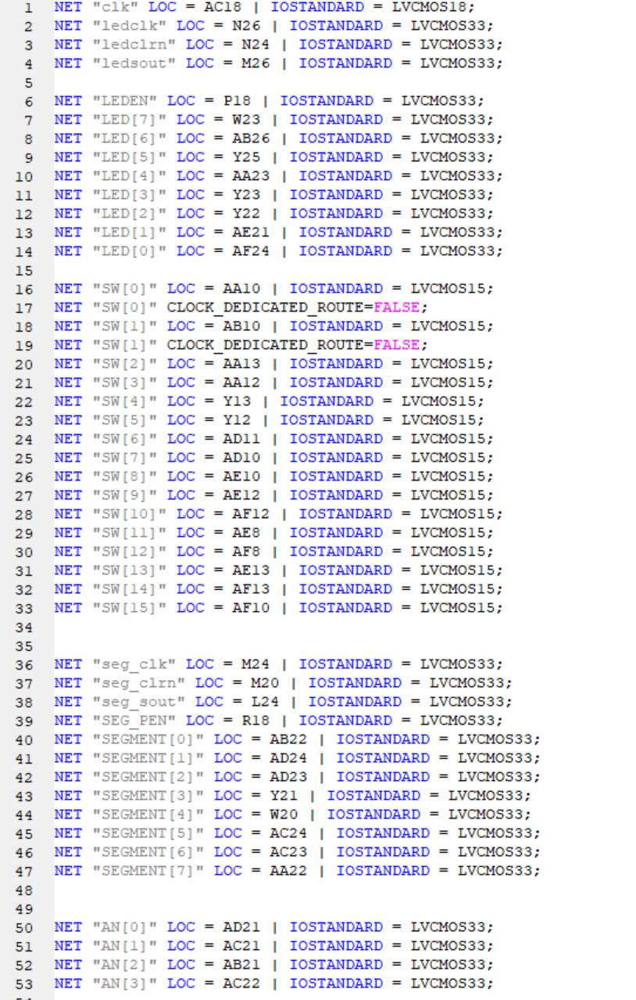 1 NET "clk" LOC = AC18 | IOSTANDARD = LVCMOS18;
2 NET "ledclk" LOC = N26 | IOSTANDARD = LVCMOS33;
3 NET "ledclrn" LOC = N24 | IOSTANDARD = LVCMOS33;
4 NET "ledsout" LOC = M26 | IOSTANDARD = LVCMOS33;
5
6 NET "LEDEN" LOC = P18 | IOSTANDARD = LVCMOS33;
7 NET "LED[7]" LOC = W23 | IOSTANDARD = LVCMOS33;
8 NET "LED[6]" LOC = AB26 | IOSTANDARD = LVCMOS33;
9 NET "LED[5]" LOC = Y25 | IOSTANDARD = LVCMOS33;
10 NET "LED[4]" LOC = AA23 | IOSTANDARD = LVCMOS33;
11 NET "LED[3]" LOC = Y23 | IOSTANDARD = LVCMOS33;
12 NET "LED[2]" LOC = Y22 | IOSTANDARD = LVCMOS33;
13 NET "LED[1]" LOC = AE21 | IOSTANDARD = LVCMOS33;
14 NET "LED[0]" LOC = AF24 | IOSTANDARD = LVCMOS33;
15
16 NET "SW[0]" LOC = AA10 | IOSTANDARD = LVCMOS15;
17 NET "SW[0]" CLOCK_DEDICATED_ROUTE=FALSE;
18 NET "SW[1]" LOC = AB10 | IOSTANDARD = LVCMOS15;
19 NET "SW[1]" CLOCK_DEDICATED_ROUTE=FALSE;
20 NET "SW[2]" LOC = AA13 | IOSTANDARD = LVCMOS15;
21 NET "SW[3]" LOC = AA12 | IOSTANDARD = LVCMOS15;
22 NET "SW[4]" LOC = Y13 | IOSTANDARD = LVCMOS15;
23 NET "SW[5]" LOC = Y12 | IOSTANDARD = LVCMOS15;
24 NET "SW[6]" LOC = AD11 | IOSTANDARD = LVCMOS15;
25 NET "SW[7]" LOC = AD10 | IOSTANDARD = LVCMOS15;
26 NET "SW[8]" LOC = AE10 | IOSTANDARD = LVCMOS15;
27 NET "SW[9]" LOC = AE12 | IOSTANDARD = LVCMOS15;
28 NET "SW[10]" LOC = AF12 | IOSTANDARD = LVCMOS15;
29 NET "SW[11]" LOC = AE8 | IOSTANDARD = LVCMOS15;
30 NET "SW[12]" LOC = AF8 | IOSTANDARD = LVCMOS15;
31 NET "SW[13]" LOC = AE13 | IOSTANDARD = LVCMOS15;
32 NET "SW[14]" LOC = AF13 | IOSTANDARD = LVCMOS15;
33 NET "SW[15]" LOC = AF10 | IOSTANDARD = LVCMOS15;
34
35
36 NET "seg_clk" LOC = M24 | IOSTANDARD = LVCMOS33;
37 NET "seg_clrn" LOC = M20 | IOSTANDARD = LVCMOS33;
38 NET "seg_sout" LOC = L24 | IOSTANDARD = LVCMOS33;
39 NET "SEG_PEN" LOC = R18 | IOSTANDARD = LVCMOS33;
40 NET "SEGMENT[0]" LOC = AB22 | IOSTANDARD = LVCMOS33;
41 NET "SEGMENT[1]" LOC = AD24 | IOSTANDARD = LVCMOS33;
42 NET "SEGMENT[2]" LOC = AD23 | IOSTANDARD = LVCMOS33;
43 NET "SEGMENT[3]" LOC = Y21 | IOSTANDARD = LVCMOS33;
44 NET "SEGMENT[4]" LOC = W20 | IOSTANDARD = LVCMOS33;
45 NET "SEGMENT[5]" LOC = AC24 | IOSTANDARD = LVCMOS33;
46 NET "SEGMENT[6]" LOC = AC23 | IOSTANDARD = LVCMOS33;
47 NET "SEGMENT[7]" LOC = AA22 | IOSTANDARD = LVCMOS33;
48
49
50 NET "AN[0]" LOC = AD21 | IOSTANDARD = LVCMOS33;
51 NET "AN[1]" LOC = AC21 | IOSTANDARD = LVCMOS33;
52 NET "AN[2]" LOC = AB21 | IOSTANDARD = LVCMOS33;
53 NET "AN[3]" LOC = AC22 | IOSTANDARD = LVCMOS33;